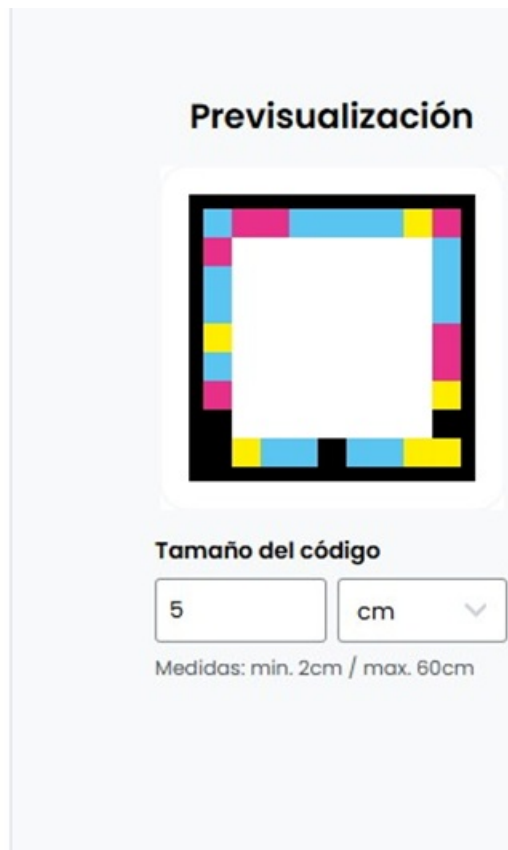 Previsualización
Tamaño del código
5
cm
Medidas: min. 2cm / max. 60cm